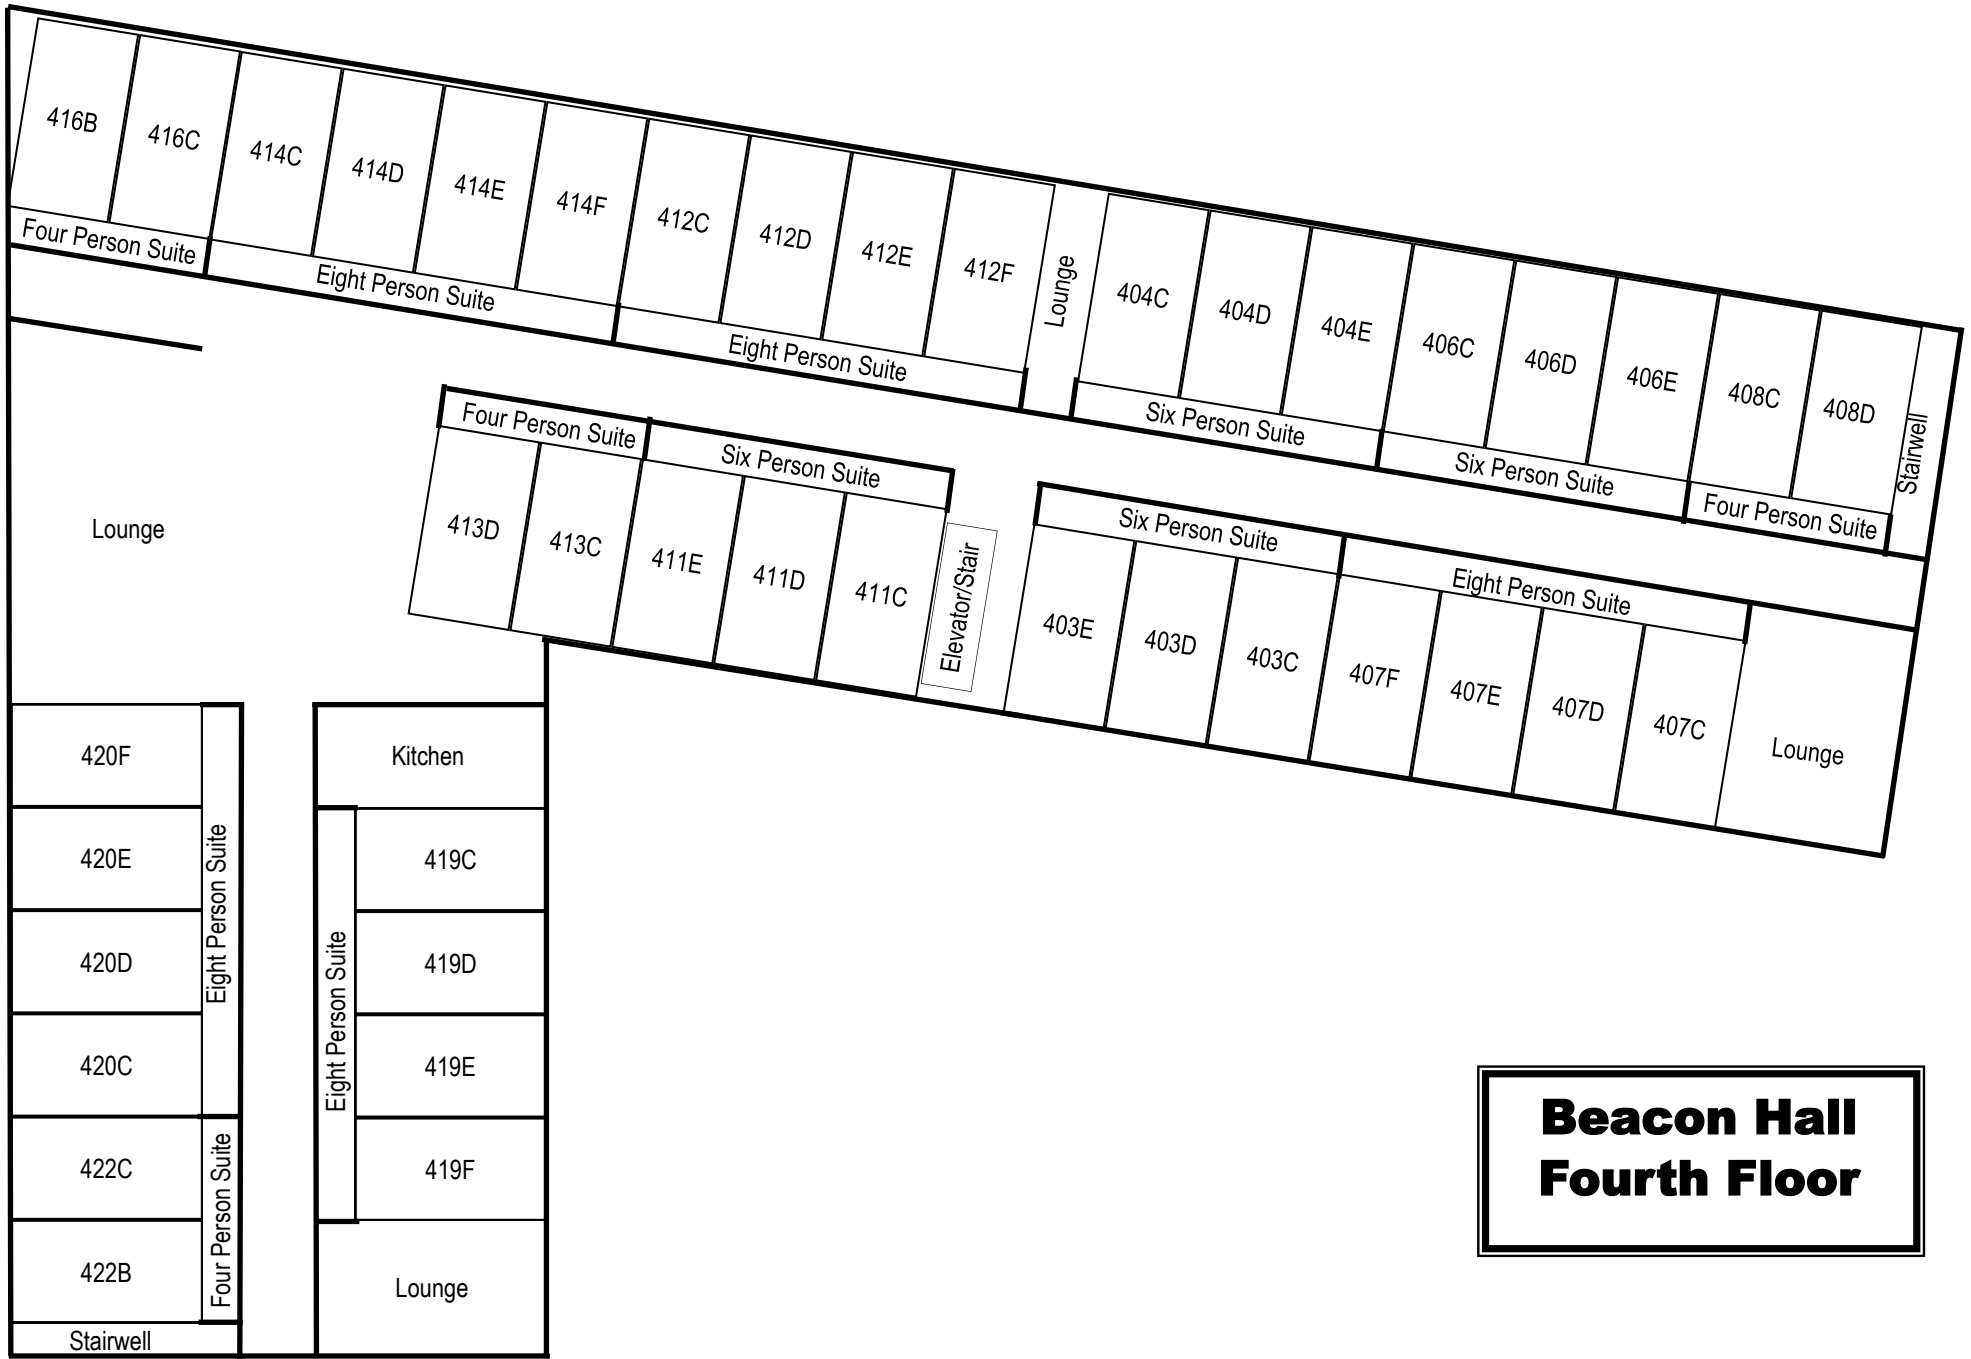 416B
416C
414C
414D
414E
414F
412C
412D
412E
412F
Lounge
404C
404D
404E
406C
406D
406E
408C
408D
Stairwell
Four Person Suite
Eight Person Suite
Eight Person Suite
Six Person Suite
Six Person Suite
Four Person Suite
Four Person Suite
Six Person Suite
Six Person Suite
Eight Person Suite
Lounge
413D
413C
411E
411D
411C
Elevator/Stair
403E
403D
403C
407F
407E
407D
407C
Lounge
420F
420E
420D
420C
422C
422B
Stairwell
Eight Person Suite
Four Person Suite
Kitchen
Eight Person Suite
419C
419D
419E
419F
Lounge
Beacon Hall
Fourth Floor